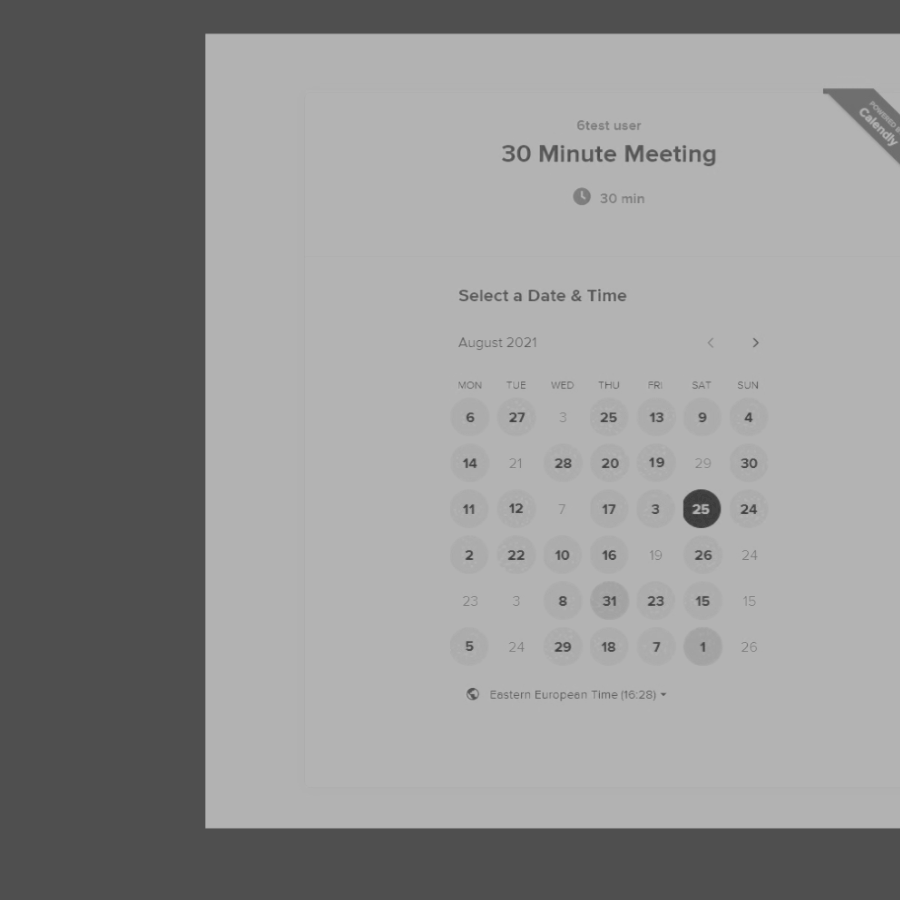 POWERED
Calendly
6test user
30 Minute Meeting
30 min
Select a Date & Time
August 2021
MON TUE WED THU FRI SAT SUN
6 27 3 25 13 9 4
14 21 28 20 19 29 30
11 12 7 17 3 25 24
2 22 10 16 19 26 24
23 3 8 31 23 15 15
5 24 29 18 7 1 26
Eastern European Time (16:28)